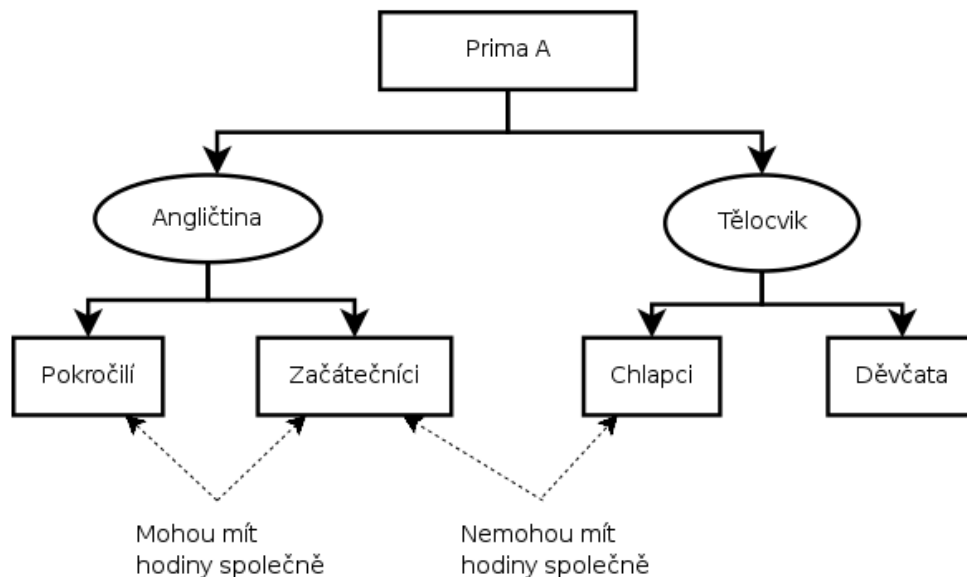 Prima A
Angličtina
Tělocvik
Pokročilí
Začátečníci
Chlapci
Děvčata
Mohou mít
hodiny společně
Nemohou mít
hodiny společně